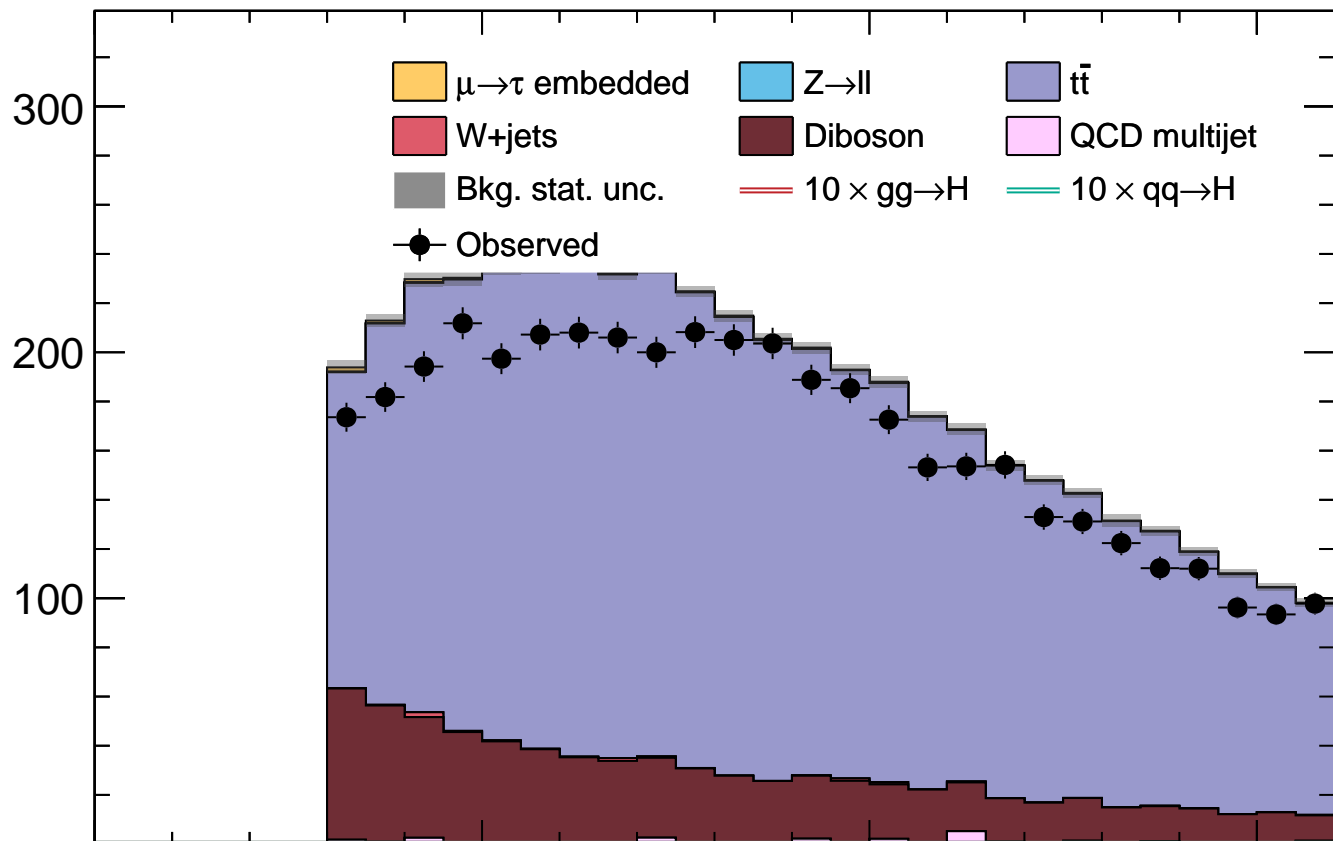 300
μ→τ embedded Z→ll tt̄
W+jets Diboson QCD multijet
Bkg. stat. unc. 10 × gg→H 10 × qq→H
Observed
200
100